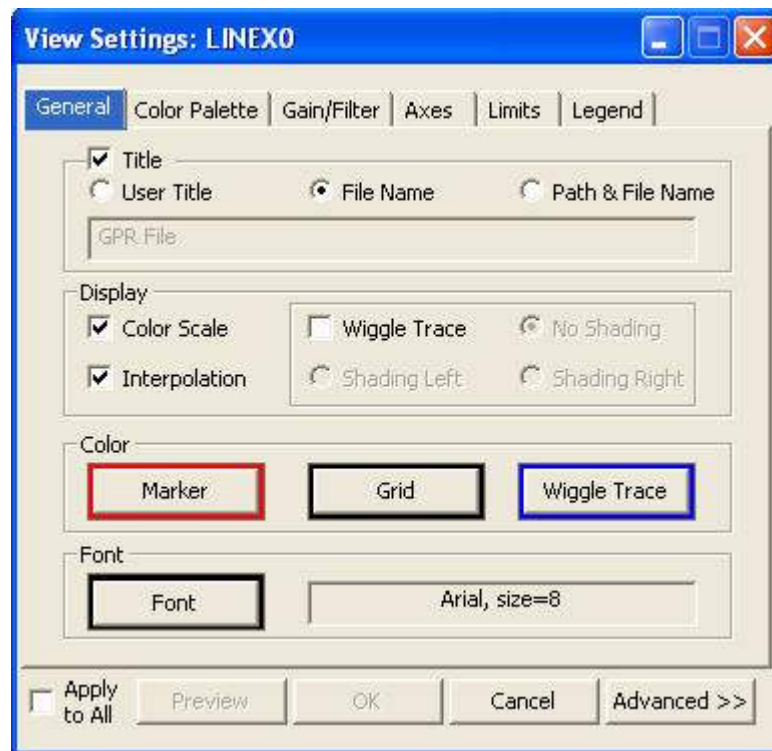 View Settings: LINEX0
General Color Palette Gain/Filter Axes Limits Legend
Title
User Title File Name Path & File Name
GPR File
Display
Color Scale Wiggle Trace No Shading
Interpolation Shading Left Shading Right
Color
Marker Grid Wiggle Trace
Font
Font Arial, size=8
Apply
to All Preview OK Cancel Advanced >>